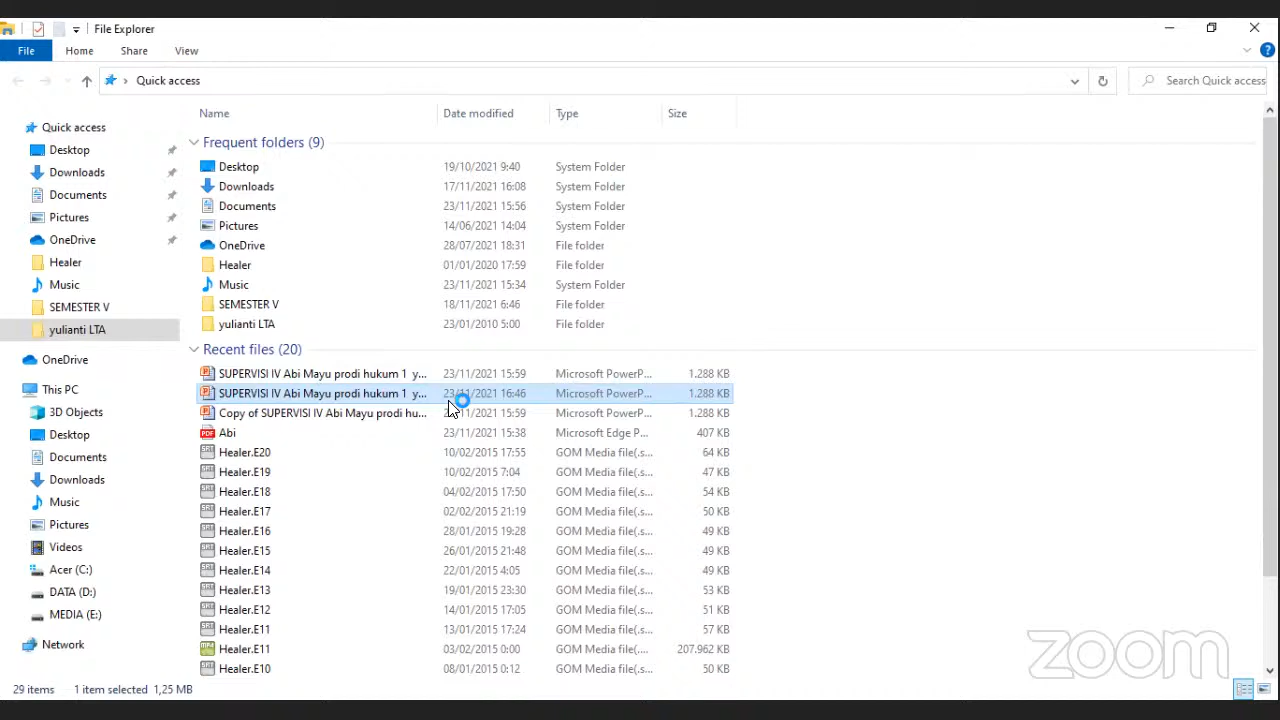 File Explorer
File Home Share View
Quick access Search Quick access
Name Date modified Type Size
Quick access
Desktop
Downloads
Documents
Pictures
OneDrive
Healer
Music
SEMESTER V
yulianti LTA
OneDrive
This PC
3D Objects
Desktop
Documents
Downloads
Music
Pictures
Videos
Acer (C:)
DATA (D:)
MEDIA (E:)
Network
Frequent folders (9)
Desktop 19/10/2021 9:40 System Folder
Downloads 17/11/2021 16:08 System Folder
Documents 23/11/2021 15:56 System Folder
Pictures 14/06/2021 14:04 System Folder
OneDrive 28/07/2021 18:31 File folder
Healer 01/01/2020 17:59 File folder
Music 23/11/2021 15:34 System Folder
SEMESTER V 18/11/2021 6:46 File folder
yulianti LTA 23/01/2010 5:00 File folder
Recent files (20)
SUPERVISI IV Abi Mayu prodi hukum 1 y... 23/11/2021 15:59 Microsoft PowerP... 1.288 KB
SUPERVISI IV Abi Mayu prodi hukum 1 y... 23/11/2021 16:46 Microsoft PowerP... 1.288 KB
Copy of SUPERVISI IV Abi Mayu prodi hu... 23/11/2021 15:59 Microsoft PowerP... 1.288 KB
Abi 23/11/2021 15:38 Microsoft Edge P... 407 KB
Healer.E20 10/02/2015 17:55 GOM Media file(.s... 64 KB
Healer.E19 10/02/2015 7:04 GOM Media file(.s... 47 KB
Healer.E18 04/02/2015 17:50 GOM Media file(.s... 54 KB
Healer.E17 02/02/2015 21:19 GOM Media file(.s... 50 KB
Healer.E16 28/01/2015 19:28 GOM Media file(.s... 49 KB
Healer.E15 26/01/2015 21:48 GOM Media file(.s... 49 KB
Healer.E14 22/01/2015 4:05 GOM Media file(.s... 49 KB
Healer.E13 19/01/2015 23:30 GOM Media file(.s... 53 KB
Healer.E12 14/01/2015 17:05 GOM Media file(.s... 51 KB
Healer.E11 13/01/2015 17:24 GOM Media file(.s... 57 KB
Healer.E11 03/02/2015 0:00 GOM Media file(.... 207.962 KB
Healer.E10 08/01/2015 0:12 GOM Media file(.s... 50 KB
29 items 1 item selected 1,25 MB
zoom